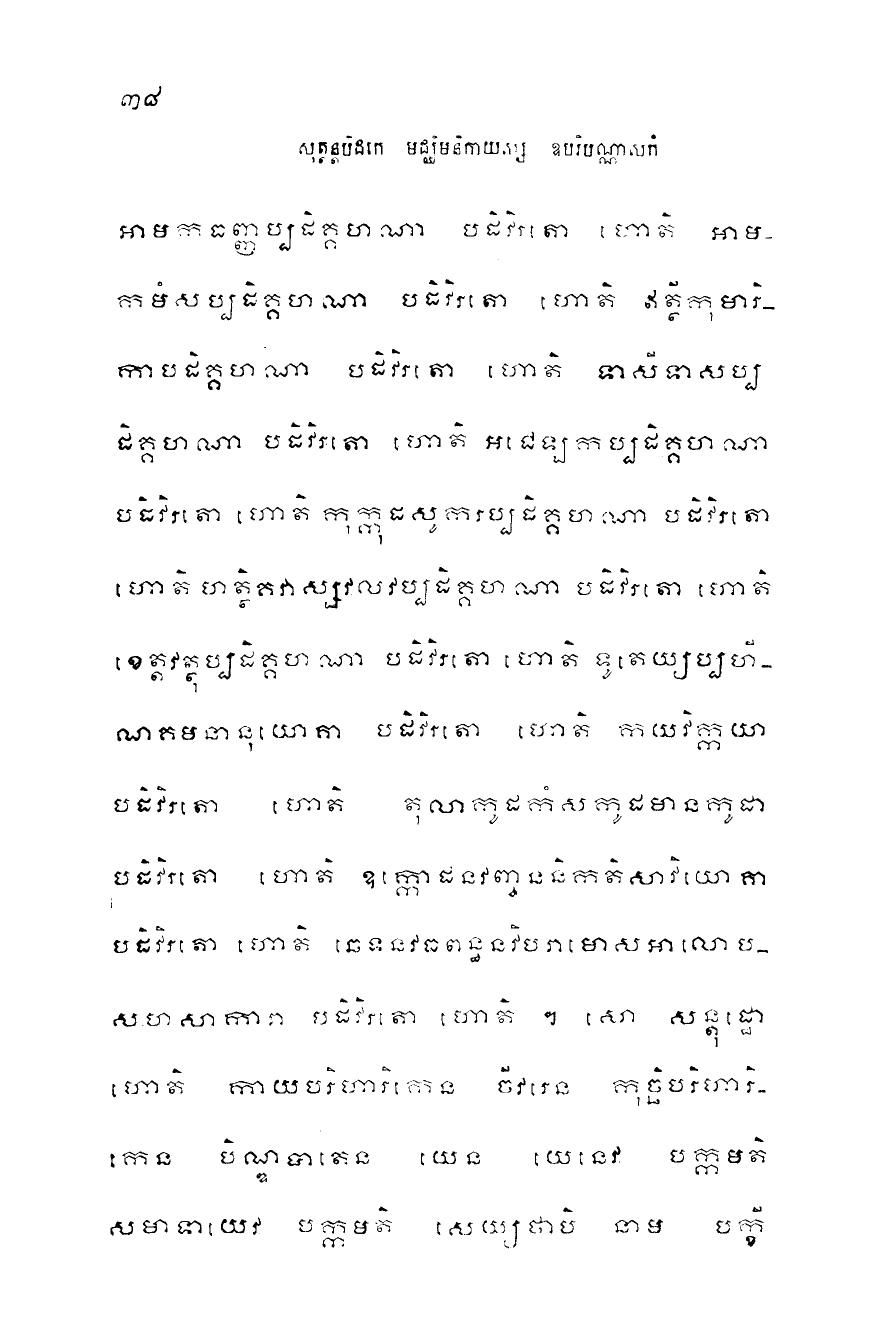 ៣៨
សុត្តន្តបិដកេ មជ្ឈិមនិកាយស្ស ឧបរិបណ្ណាសកំ
អាមកធញ្ញប្បដិគ្គហណា បដិវិរតោ ហោតិ អាម-
កមំសប្បដិគ្គហណា បដិវិរតោ ហោតិ ឥត្ថីកុមារិ-
កាបដិគ្គហណា បដិវិរតោ ហោតិ ទាសីទាសប្ប
ដិគ្គហណា បដិវិរតោ ហោតិ អជេឡកប្បដិគ្គហណា
បដិវិរតោ ហោតិ កុក្កុដសូករប្បដិគ្គហណា បដិវិរតោ
ហោតិ ហត្ថិគវាស្សវលវប្បដិគ្គហណា បដិវិរតោ ហោតិ
ខេត្តវត្ថុប្បដិគ្គហណា បដិវិរតោ ហោតិ ទូតេយ្យប្បហី-
ណគមនានុយោគា បដិវិរតោ ហោតិ កយវិក្កយា
បដិវិរតោ ហោតិ តុលាកូដកំសកូដមានកូដា
បដិវិរតោ ហោតិ ឧក្កោដនវញ្ចននិកតិសាវិយោគា
បដិវិរតោ ហោតិ ឆេទនវធពន្ធនវិបរាមោសអាលោប-
សហសាការា បដិវិរតោ ហោតិ ។ សោ សន្តុដ្ឋោ
ហោតិ កាយបរិហារិកេន ចីវរេន កុច្ឆិបរិហារិ-
កេន បិណ្ឌបាតេន យេន យេនេវ បក្កមតិ
សមាទាយេវ បក្កមតិ សេយ្យថាបិ នាម បក្ខី